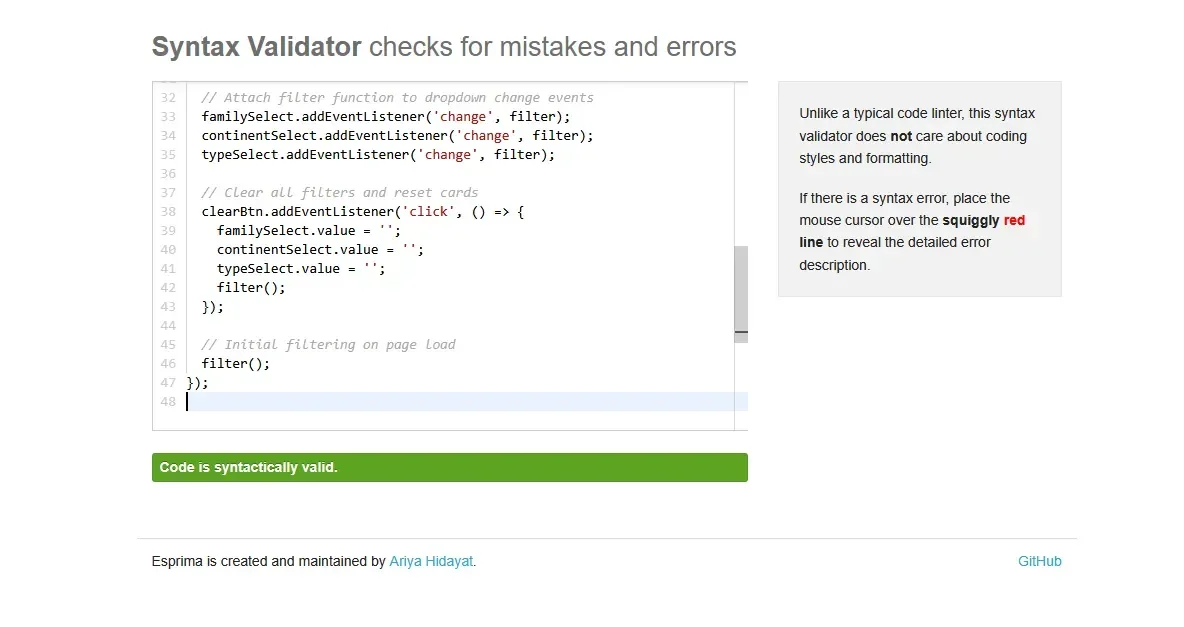 Syntax Validator checks for mistakes and errors
32 // Attach filter function to dropdown change events
33 familySelect.addEventListener('change', filter);
34 continentSelect.addEventListener('change', filter);
35 typeSelect.addEventListener('change', filter);
36
37 // Clear all filters and reset cards
38 clearBtn.addEventListener('click', () => {
39 familySelect.value = '';
40 continentSelect.value = '';
41 typeSelect.value = '';
42 filter();
43 });
44
45 // Initial filtering on page load
46 filter();
47 });
48
Code is syntactically valid.
Unlike a typical code linter, this syntax
validator does not care about coding
styles and formatting.
If there is a syntax error, place the
mouse cursor over the squiggly red
line to reveal the detailed error
description.
Esprima is created and maintained by Ariya Hidayat.
GitHub